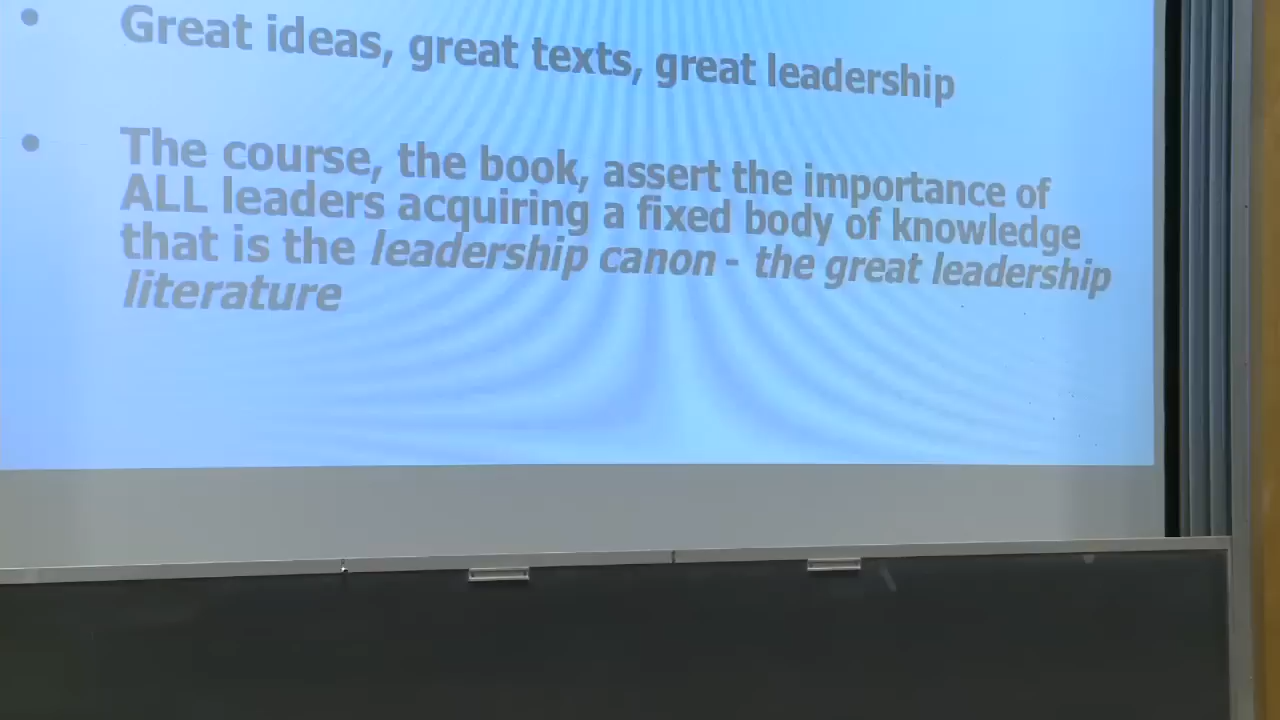 • Great ideas, great texts, great leadership
• The course, the book, assert the importance of
ALL leaders acquiring a fixed body of knowledge
that is the leadership canon - the great leadership
literature